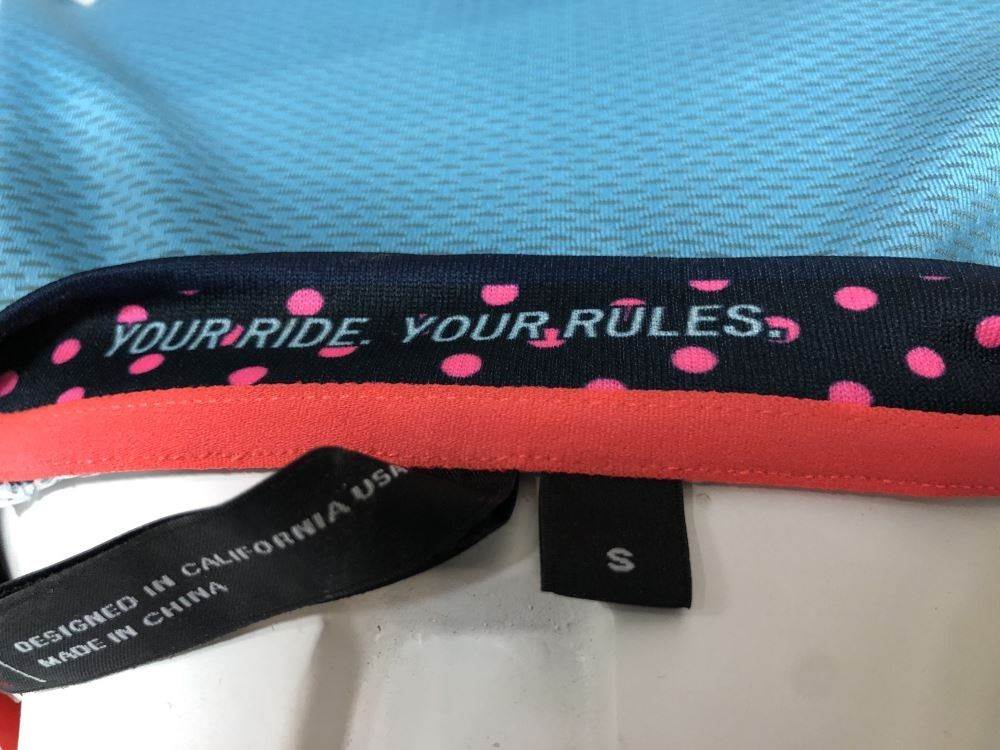 YOUR RIDE. YOUR RULES.
DESIGNED IN CALIFORNIA USA
MADE IN CHINA
S